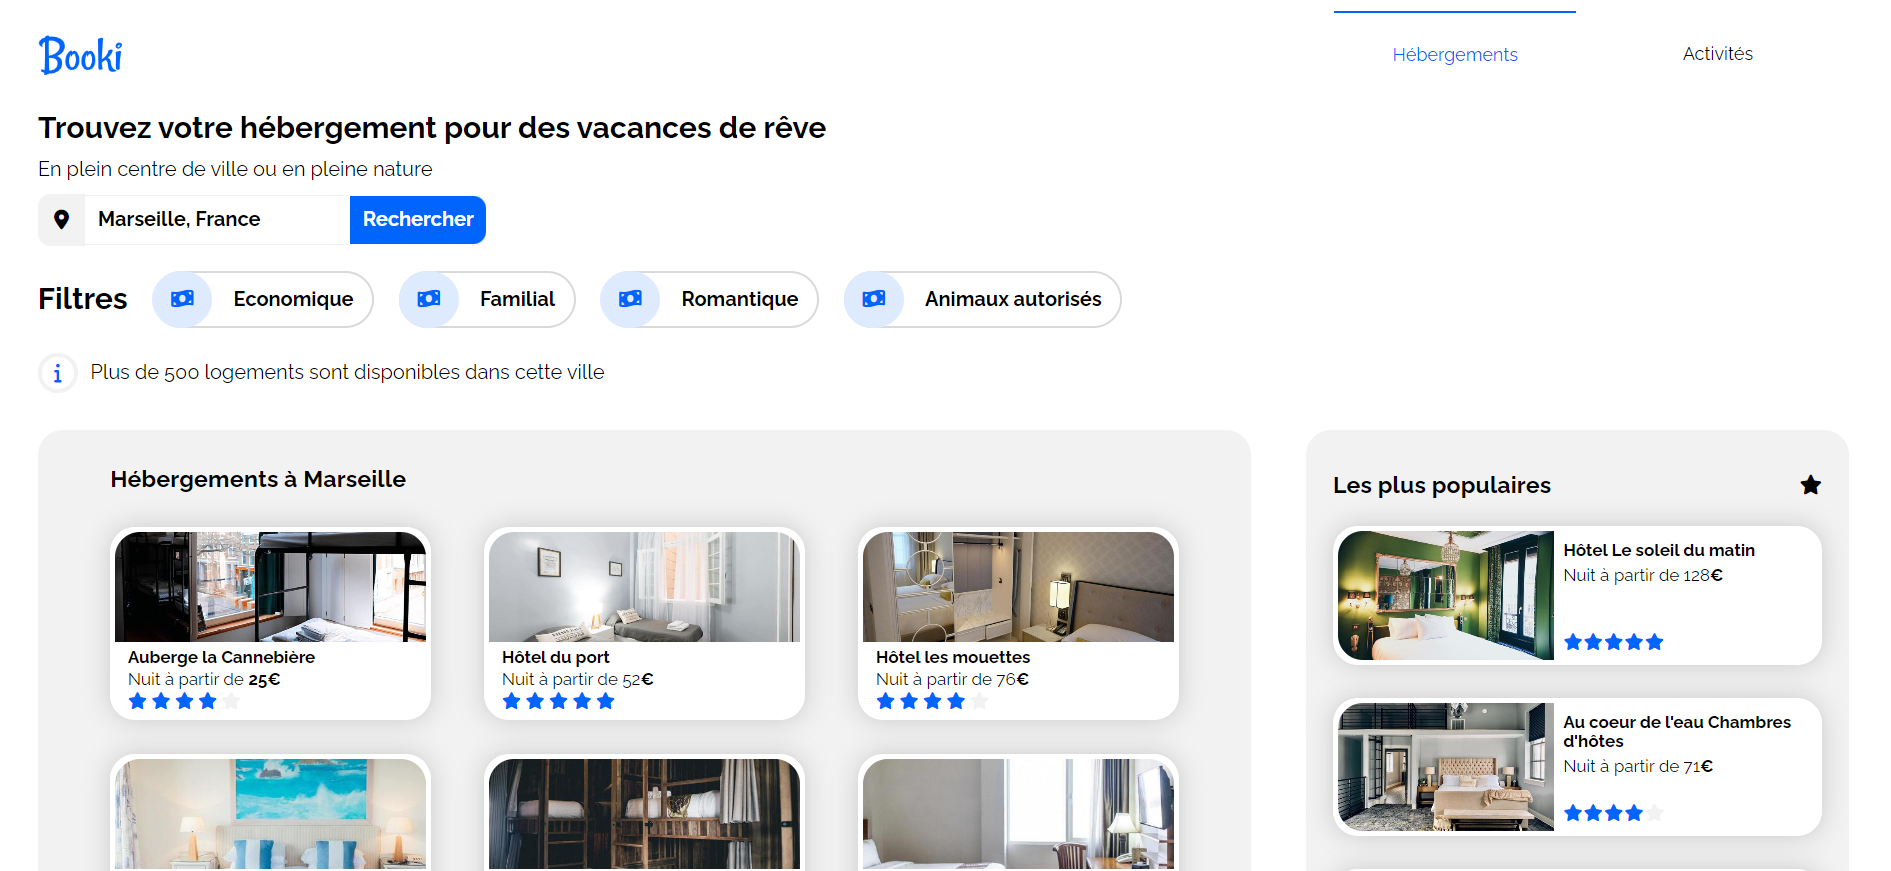 Booki
Hébergements
Activités
Trouvez votre hébergement pour des vacances de rêve
En plein centre de ville ou en pleine nature
Marseille, France
Rechercher
Filtres
Economique
Familial
Romantique
Animaux autorisés
Plus de 500 logements sont disponibles dans cette ville
Hébergements à Marseille
Auberge la Cannebière
Nuit à partir de 25€
Hôtel du port
Nuit à partir de 52€
Hôtel les mouettes
Nuit à partir de 76€
Les plus populaires
Hôtel Le soleil du matin
Nuit à partir de 128€
Au coeur de l'eau Chambres
d'hôtes
Nuit à partir de 71€